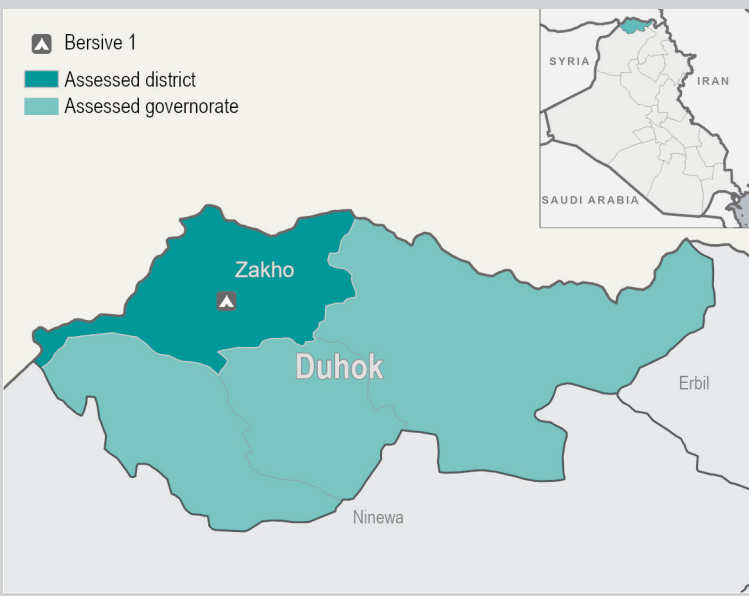 Bersive 1
Assessed district
Assessed governorate
SYRIA
IRAN
SAUDI ARABIA
Zakho
Duhok
Erbil
Ninewa